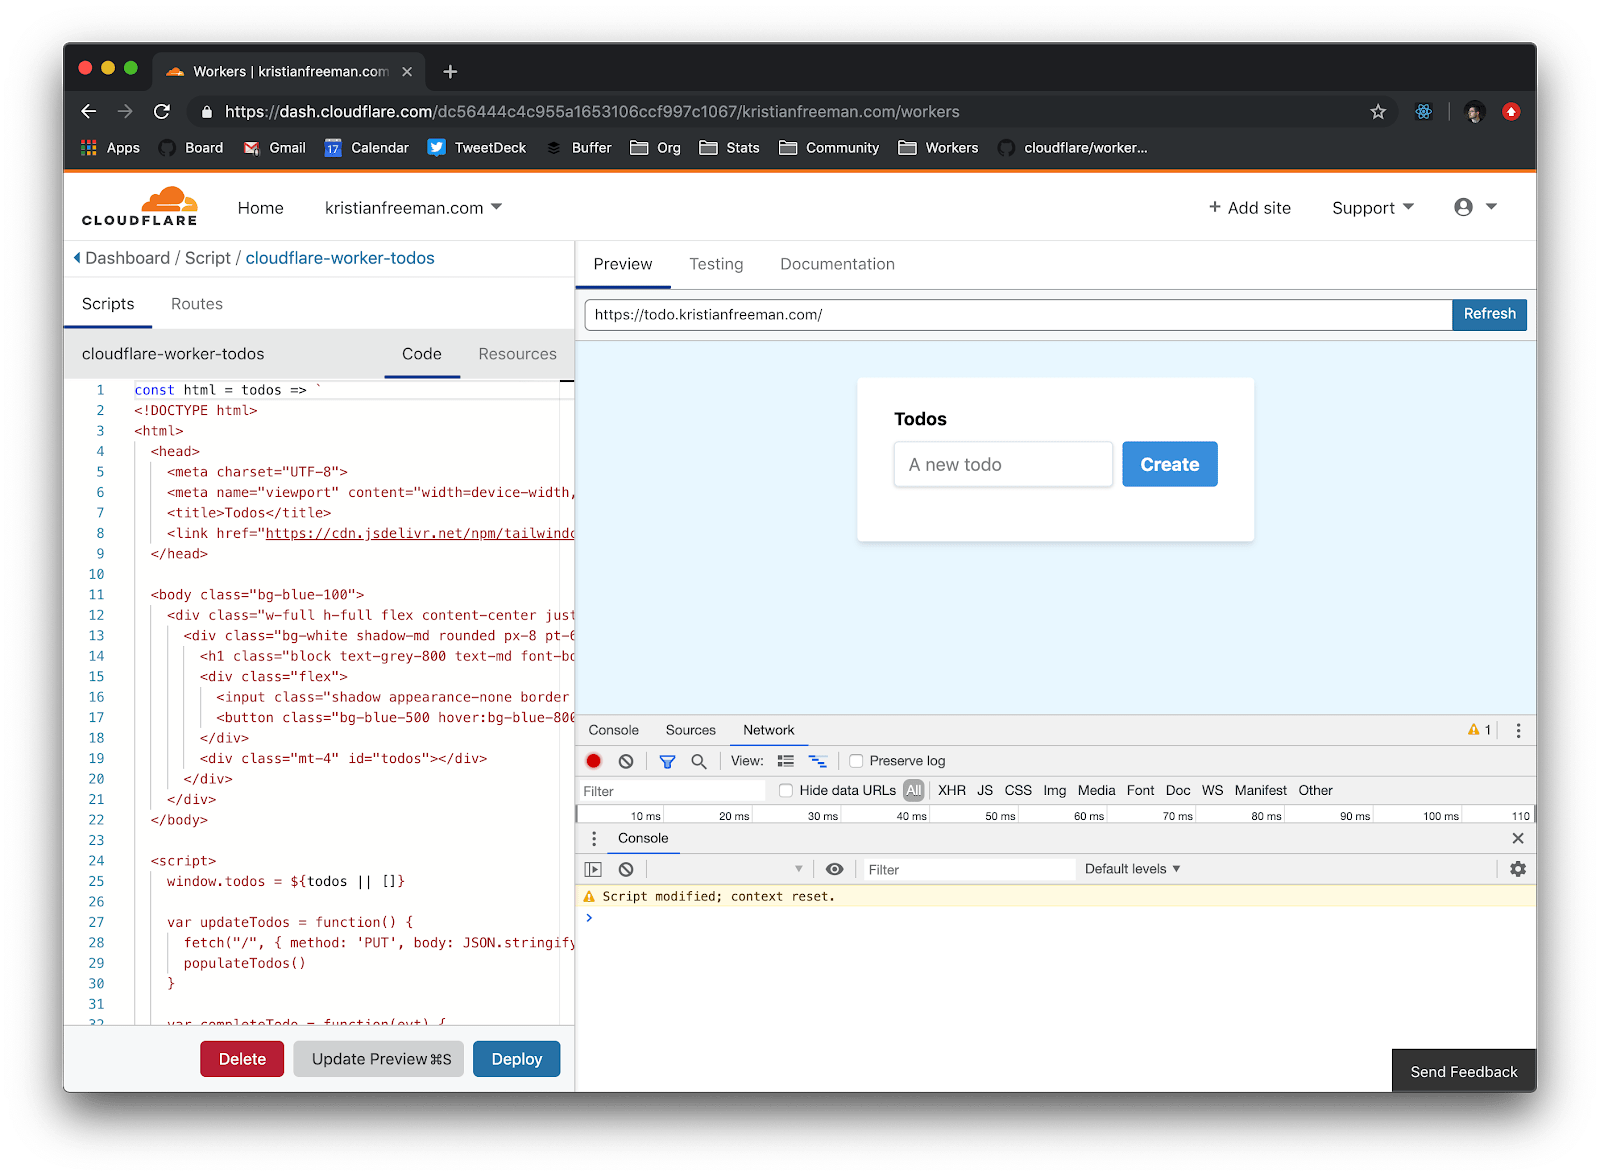 Workers | kristianfreeman.com
https://dash.cloudflare.com/dc56444c4c955a1653106ccf997c1067/kristianfreeman.com/workers
Apps Board Gmail 17 Calendar TweetDeck Buffer Org Stats Community Workers cloudflare/worker...
CLOUDFLARE Home kristianfreeman.com + Add site Support
Dashboard / Script / cloudflare-worker-todos
Scripts Routes
cloudflare-worker-todos Code Resources
1 const html = todos => `
2 <!DOCTYPE html>
3 <html>
4 <head>
5 <meta charset="UTF-8">
6 <meta name="viewport" content="width=device-width,
7 <title>Todos</title>
8 <link href="https://cdn.jsdelivr.net/npm/tailwindc
9 </head>
10
11 <body class="bg-blue-100">
12 <div class="w-full h-full flex content-center just
13 <div class="bg-white shadow-md rounded px-8 pt-6
14 <h1 class="block text-grey-800 text-md font-bo
15 <div class="flex">
16 <input class="shadow appearance-none border
17 <button class="bg-blue-500 hover:bg-blue-800
18 </div>
19 <div class="mt-4" id="todos"></div>
20 </div>
21 </div>
22 </body>
23
24 <script>
25 window.todos = ${todos || []}
26
27 var updateTodos = function() {
28 fetch("/", { method: 'PUT', body: JSON.stringify
29 populateTodos()
30 }
31
32 var completeTodo = function(evt) {
Delete Update Preview ⌘S Deploy
Preview Testing Documentation
https://todo.kristianfreeman.com/ Refresh
Todos
A new todo Create
Console Sources Network 1
View: Preserve log
Filter Hide data URLs All XHR JS CSS Img Media Font Doc WS Manifest Other
10 ms 20 ms 30 ms 40 ms 50 ms 60 ms 70 ms 80 ms 90 ms 100 ms 110
Console
Filter Default levels ▼
Script modified; context reset.
>
Send Feedback